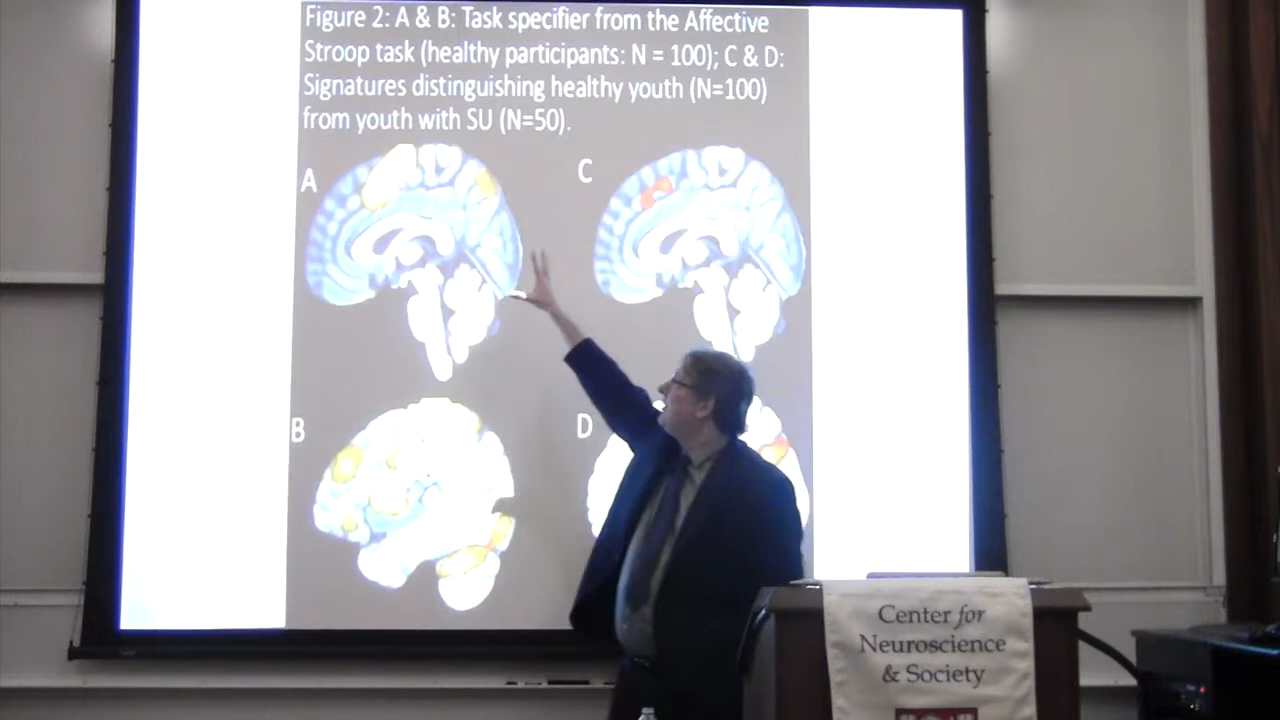 Figure 2: A & B: Task specifier from the Affective
Stroop task (healthy participants: N = 100); C & D:
Signatures distinguishing healthy youth (N=100)
from youth with SU (N=50).
A
C
B
D
Center for
Neuroscience
& Society